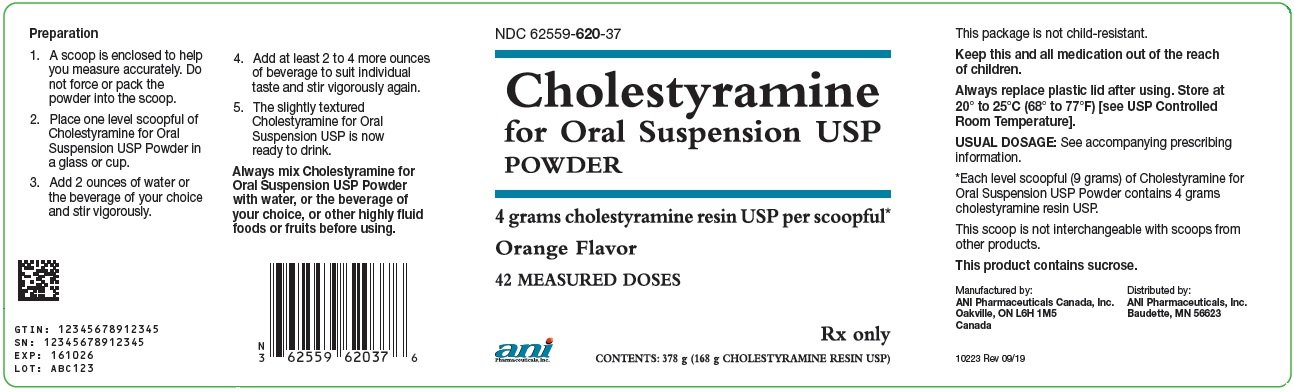 Preparation
1. A scoop is enclosed to help
you measure accurately. Do
not force or pack the
powder into the scoop.
2. Place one level scoopful of
Cholestyramine for Oral
Suspension USP Powder in
a glass or cup.
3. Add 2 ounces of water or
the beverage of your choice
and stir vigorously.
4. Add at least 2 to 4 more ounces
of beverage to suit individual
taste and stir vigorously again.
5. The slightly textured
Cholestyramine for Oral
Suspension USP is now
ready to drink.
Always mix Cholestyramine for
Oral Suspension USP Powder
with water, or the beverage of
your choice, or other highly fluid
foods or fruits before using.
GTIN: 12345678912345
SN: 12345678912345
EXP: 161026
LOT: ABC123
N
3 62559 62037 6
NDC 62559-620-37
Cholestyramine
for Oral Suspension USP
POWDER
4 grams cholestyramine resin USP per scoopful*
Orange Flavor
42 MEASURED DOSES
Rx only
ani
Pharmaceuticals, Inc.
CONTENTS: 378 g (168 g CHOLESTYRAMINE RESIN USP)
This package is not child-resistant.
Keep this and all medication out of the reach
of children.
Always replace plastic lid after using. Store at
20° to 25°C (68° to 77°F) [see USP Controlled
Room Temperature].
USUAL DOSAGE: See accompanying prescribing
information.
*Each level scoopful (9 grams) of Cholestyramine for
Oral Suspension USP Powder contains 4 grams
cholestyramine resin USP.
This scoop is not interchangeable with scoops from
other products.
This product contains sucrose.
Manufactured by:
ANI Pharmaceuticals Canada, Inc.
Oakville, ON L6H 1M5
Canada
Distributed by:
ANI Pharmaceuticals, Inc.
Baudette, MN 56623
10223 Rev 09/19